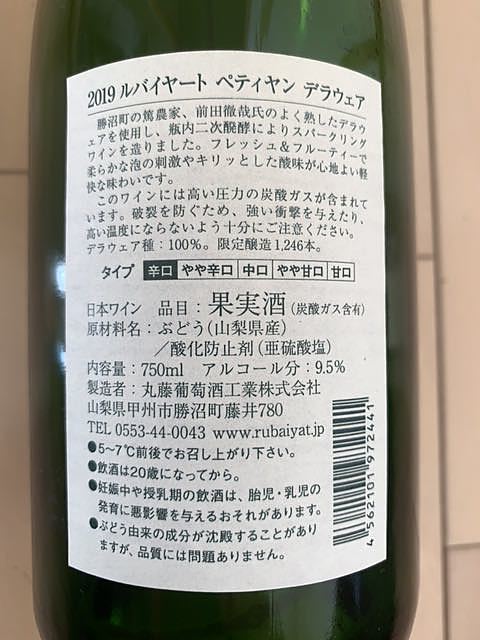 2019 ルバイヤート ペティヤン デラウェア
勝沼町の篤農家、前田徹哉氏のよく熟したデラウ
ェアを使用し、瓶内二次醗酵によりスパークリング
ワインを造りました。フレッシュ&フルーティーで
柔らかな泡の刺激やキリッとした酸味が心地よい軽
快な味わいです。
このワインには高い圧力の炭酸ガスが含まれて
います。破裂を防ぐため、強い衝撃を与えたり、
高い温度にならないよう十分にご注意ください。
デラウェア種:100%。限定醸造1,246本。
タイプ 辛口 やや辛口 中口 やや甘口 甘口
日本ワイン 品目:果実酒(炭酸ガス含有)
原材料名:ぶどう(山梨県産)
/酸化防止剤(亜硫酸塩)
内容量:750ml アルコール分:9.5%
製造者:丸藤葡萄酒工業株式会社
山梨県甲州市勝沼町藤井780
TEL 0553-44-0043 www.rubaiyat.jp
●5~7℃前後でお召し上がり下さい。
●飲酒は20歳になってから。
●妊娠中や授乳期の飲酒は、胎児・乳児の
発育に悪影響を与えるおそれがあります。
●ぶどう由来の成分が沈殿することがあり
ますが、品質には問題ありません。
4 562101 972441